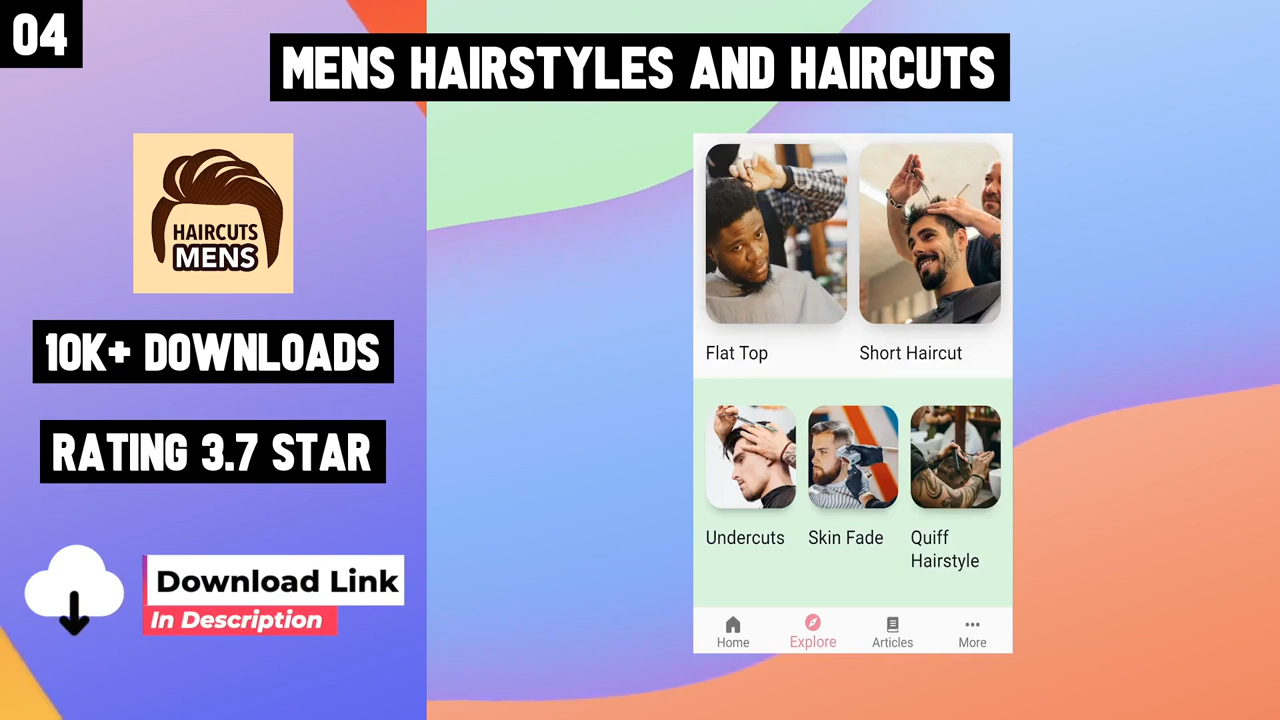 04
MENS HAIRSTYLES AND HAIRCUTS
HAIRCUTS
MENS
10K+ DOWNLOADS
RATING 3.7 STAR
Download Link
In Description
Flat Top
Short Haircut
Undercuts
Skin Fade
Quiff
Hairstyle
Home
Explore
Articles
More